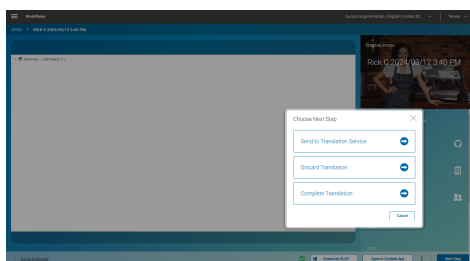 Workflows
Aurora Augmentation : English (United St...
Teresa
OPEN
RICK C 2024/03/12 3:40 PM
German – Germany (1)
Rick C 2024/03/12 3:40 PM
Choose Next Step
Send to Translation Service
Discard Translation
Complete Translation
Cancel
Download XLIFF
Open in Content App
Next Step